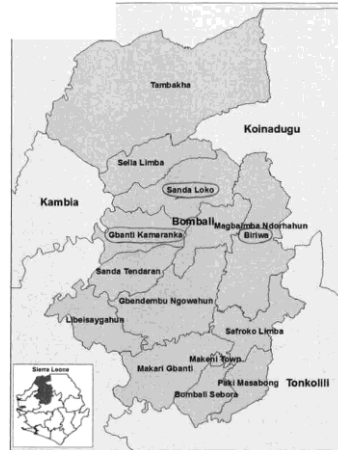 Tambakha
Koinadugu
Sella Limba
Sanda Loko
Kambia
Bombali
Magbaimba Ndorhahun
Gbanti Kamaranka
Biriwa
Sanda Tendaran
Gbendembu Ngowahun
Libeisaygahun
Safroko Limba
Makeni Town
Makari Gbanti
Paki Masabong
Tonkolili
Bombali Sebora
Sierra Leone